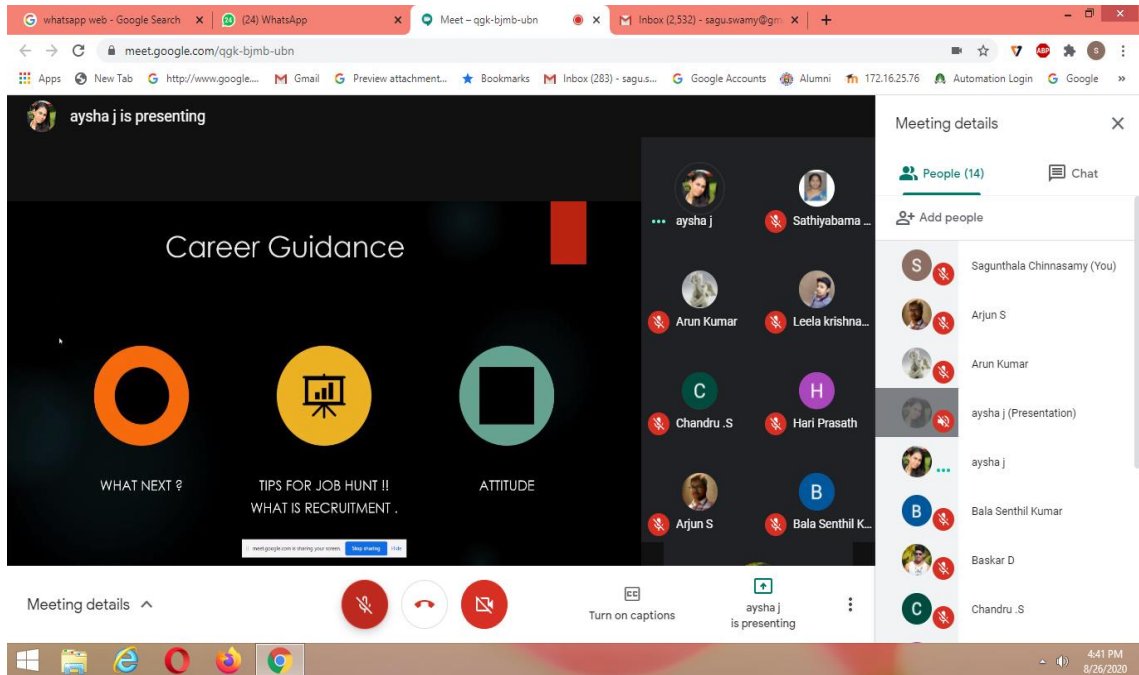 whatsapp web - Google Search
(24) WhatsApp
Meet – qgk-bjmb-ubn
Inbox (2,532) - sagu.swamy@gm
meet.google.com/qgk-bjmb-ubn
ABP
S
Apps
New Tab
http://www.google....
Gmail
Preview attachment...
Bookmarks
Inbox (283) - sagu.s...
Google Accounts
Alumni
172.16.25.76
Automation Login
Google
»
aysha j is presenting
Career Guidance
WHAT NEXT ?
TIPS FOR JOB HUNT !!
WHAT IS RECRUITMENT .
ATTITUDE
meet.google.com is sharing your screen.
Stop sharing
Hide
aysha j
Sathiyabama ...
Arun Kumar
Leela krishna...
C
Chandru .S
H
Hari Prasath
Arjun S
B
Bala Senthil K...
Meeting details
People (14)
Chat
Add people
S
Sagunthala Chinnasamy (You)
Arjun S
Arun Kumar
aysha j (Presentation)
aysha j
B
Bala Senthil Kumar
Baskar D
C
Chandru .S
Meeting details
CC
Turn on captions
aysha j
is presenting
4:41 PM
8/26/2020